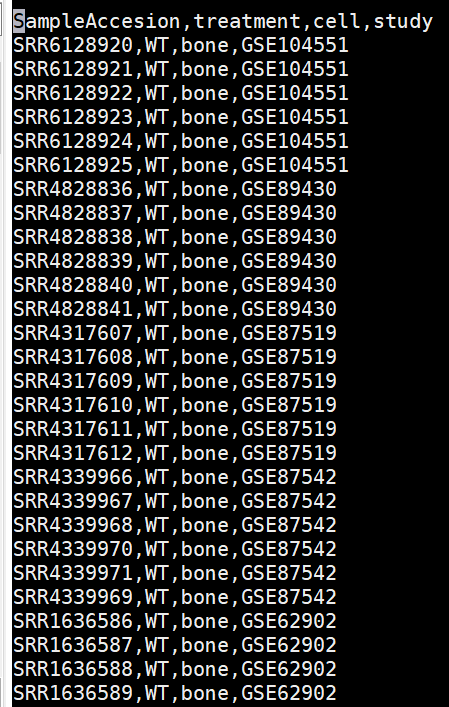 SampleAccesion,treatment,cell,study
SRR6128920,WT,bone,GSE104551
SRR6128921,WT,bone,GSE104551
SRR6128922,WT,bone,GSE104551
SRR6128923,WT,bone,GSE104551
SRR6128924,WT,bone,GSE104551
SRR6128925,WT,bone,GSE104551
SRR4828836,WT,bone,GSE89430
SRR4828837,WT,bone,GSE89430
SRR4828838,WT,bone,GSE89430
SRR4828839,WT,bone,GSE89430
SRR4828840,WT,bone,GSE89430
SRR4828841,WT,bone,GSE89430
SRR4317607,WT,bone,GSE87519
SRR4317608,WT,bone,GSE87519
SRR4317609,WT,bone,GSE87519
SRR4317610,WT,bone,GSE87519
SRR4317611,WT,bone,GSE87519
SRR4317612,WT,bone,GSE87519
SRR4339966,WT,bone,GSE87542
SRR4339967,WT,bone,GSE87542
SRR4339968,WT,bone,GSE87542
SRR4339970,WT,bone,GSE87542
SRR4339971,WT,bone,GSE87542
SRR4339969,WT,bone,GSE87542
SRR1636586,WT,bone,GSE62902
SRR1636587,WT,bone,GSE62902
SRR1636588,WT,bone,GSE62902
SRR1636589,WT,bone,GSE62902